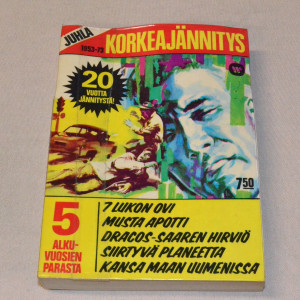 JUHLA
1953-73
KORKEAJÄNNITYS
20
VUOTTA
JÄNNITYSTÄ!
7.50
5
ALKU-
VUOSIEN
PARASTA
7 LUKON OVI
MUSTA APOTTI
DRACOS-SAAREN HIRVIÖ
SIIRTYVÄ PLANEETTA
KANSA MAAN UUMENISSA